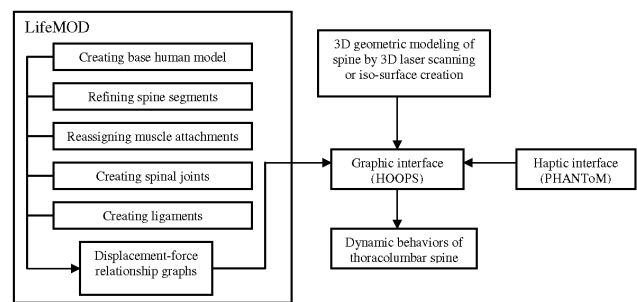 LifeMOD
Creating base human model
Refining spine segments
Reassigning muscle attachments
Creating spinal joints
Creating ligaments
Displacement-force
relationship graphs
3D geometric modeling of
spine by 3D laser scanning
or iso-surface creation
Graphic interface
(HOOPS)
Haptic interface
(PHANToM)
Dynamic behaviors of
thoracolumbar spine